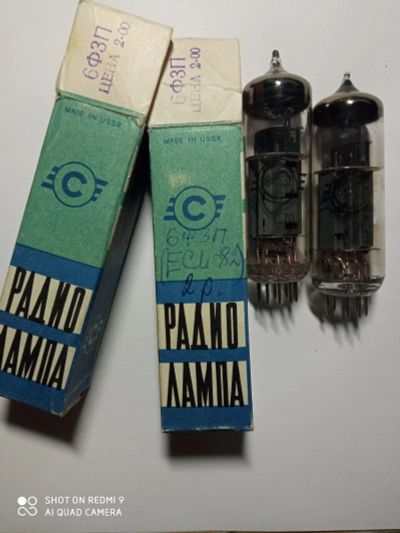 6Ф3П
ЦЕНА 2-00
MADE IN USSR
С
РАДИО
ЛАМПА
6Ф3П
ЦЕНА 2-00
MADE IN USSR
С
6Ф3П
(ECL-82)
2р.
РАДИО
ЛАМПА
SHOT ON REDMI 9
AI QUAD CAMERA